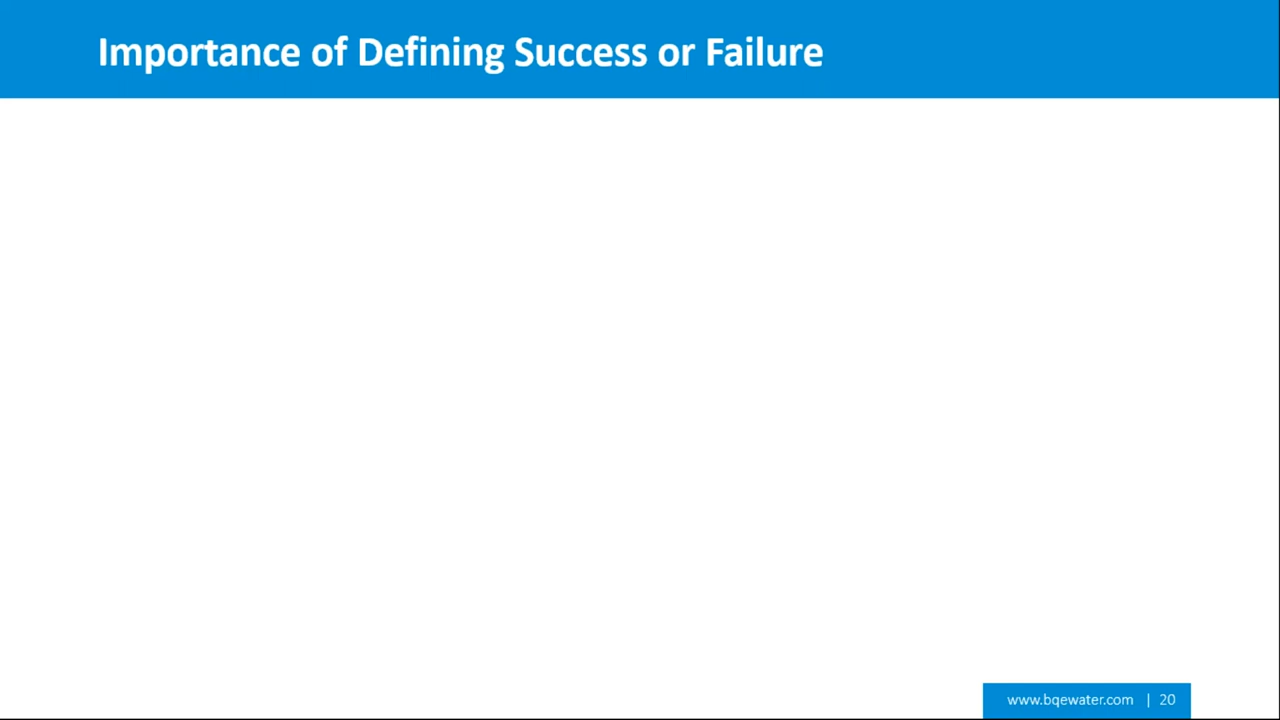 Importance of Defining Success or Failure
www.bqewater.com | 20